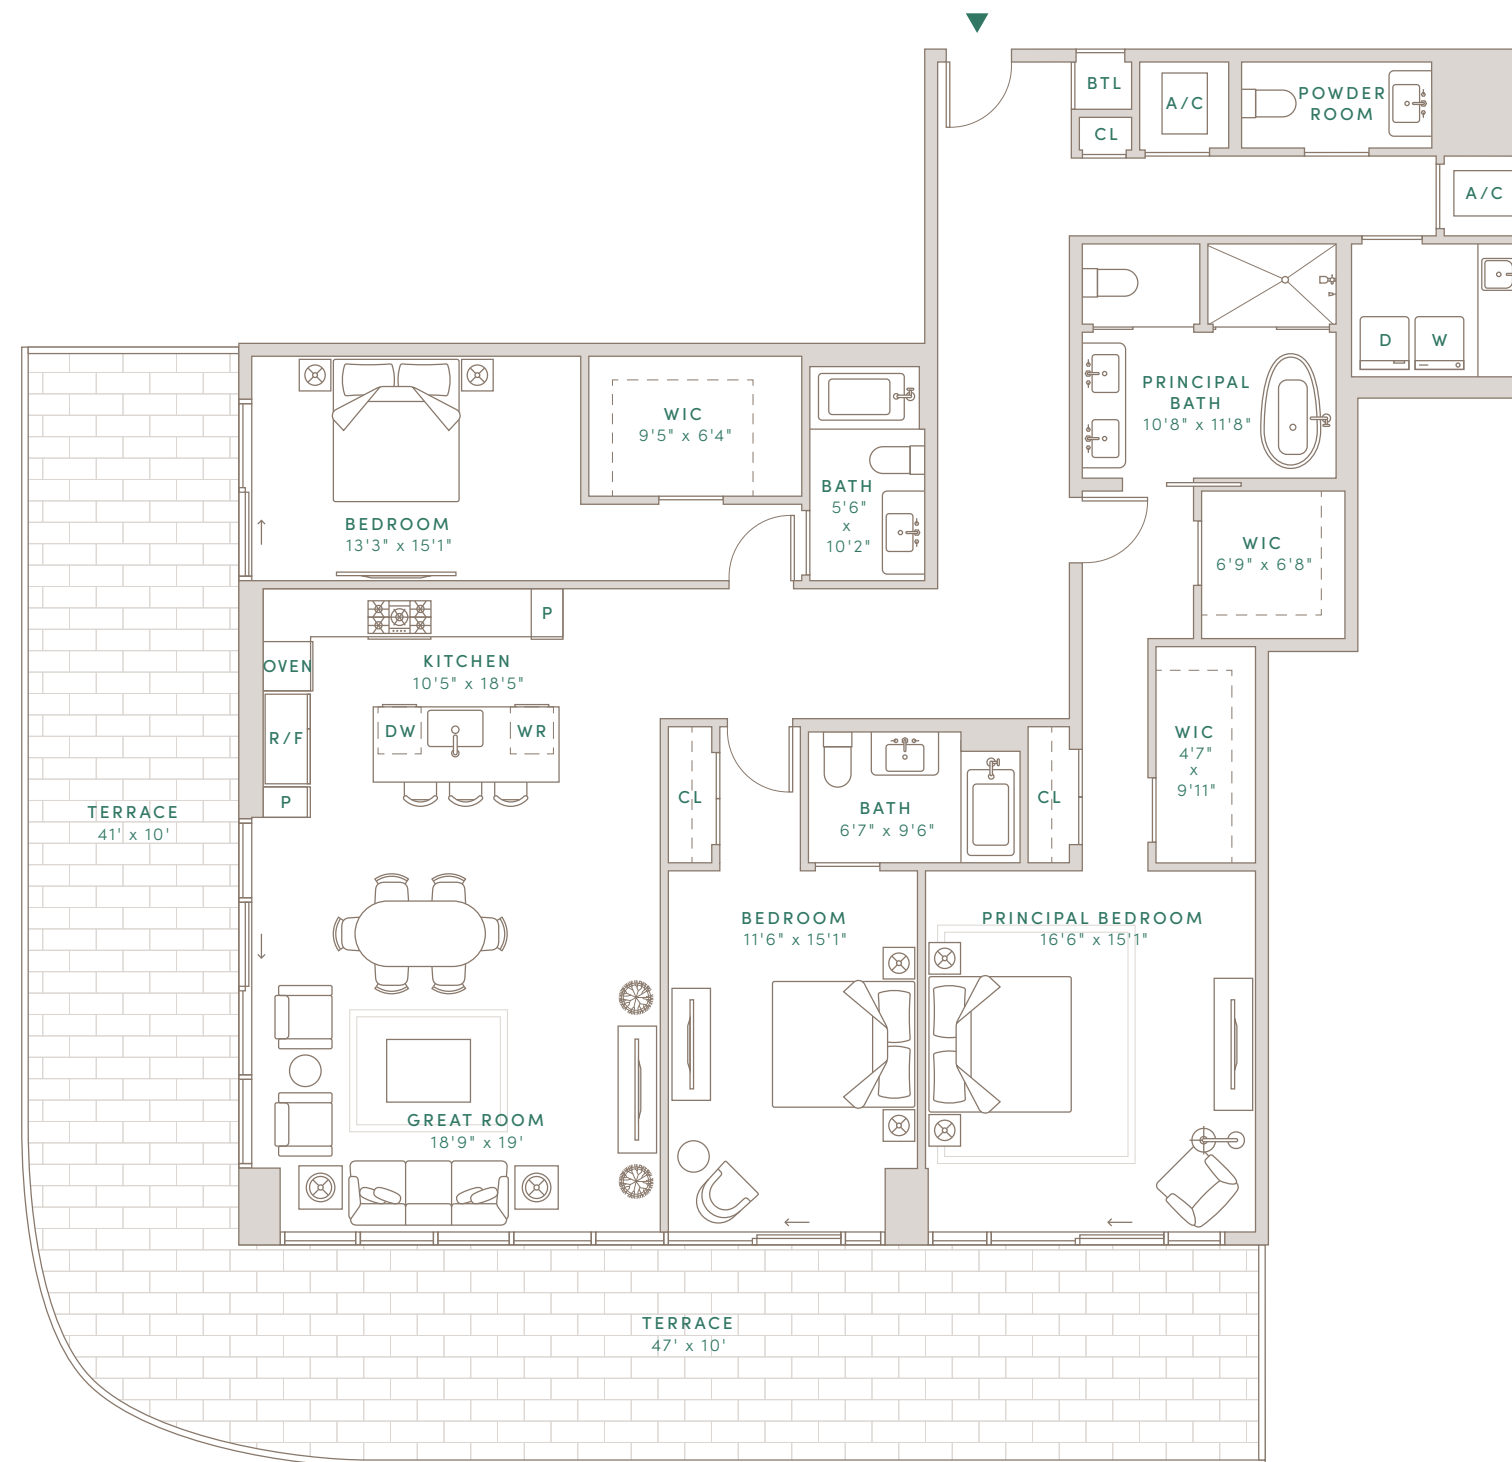 BTL
A/C
POWDER
ROOM
CL
A/C
D
W
PRINCIPAL
BATH
10'8" x 11'8"
WIC
9'5" x 6'4"
BATH
5'6"
x
10'2"
BEDROOM
13'3" x 15'1"
WIC
6'9" x 6'8"
P
OVEN
KITCHEN
10'5" x 18'5"
DW
WR
R/F
P
WIC
4'7"
x
9'11"
CL
BATH
6'7" x 9'6"
CL
TERRACE
41' x 10'
BEDROOM
11'6" x 15'1"
PRINCIPAL BEDROOM
16'6" x 15'1"
GREAT ROOM
18'9" x 19'
TERRACE
47' x 10'